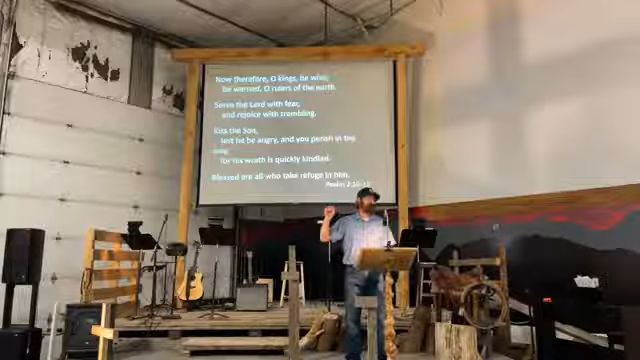 Now therefore, O kings, be wise;
be warned, O rulers of the earth.
Serve the Lord with fear,
and rejoice with trembling.
Kiss the Son,
lest he be angry, and you perish in the
way,
for his wrath is quickly kindled.
Blessed are all who take refuge in him.
Psalm 2:10-12